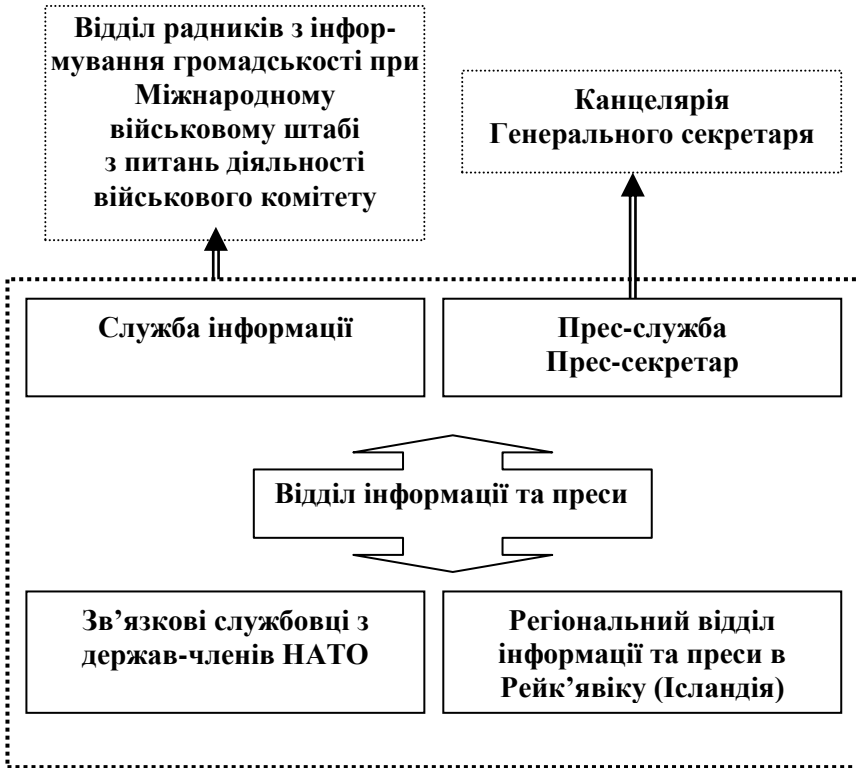 Відділ радників з інфор-
мування громадськості при
Міжнародному
військовому штабі
з питань діяльності
військового комітету
Канцелярія
Генерального секретаря
Служба інформації
Прес-служба
Прес-секретар
Відділ інформації та преси
Зв’язкові службовці з
держав-членів НАТО
Регіональний відділ
інформації та преси в
Рейк’явіку (Ісландія)